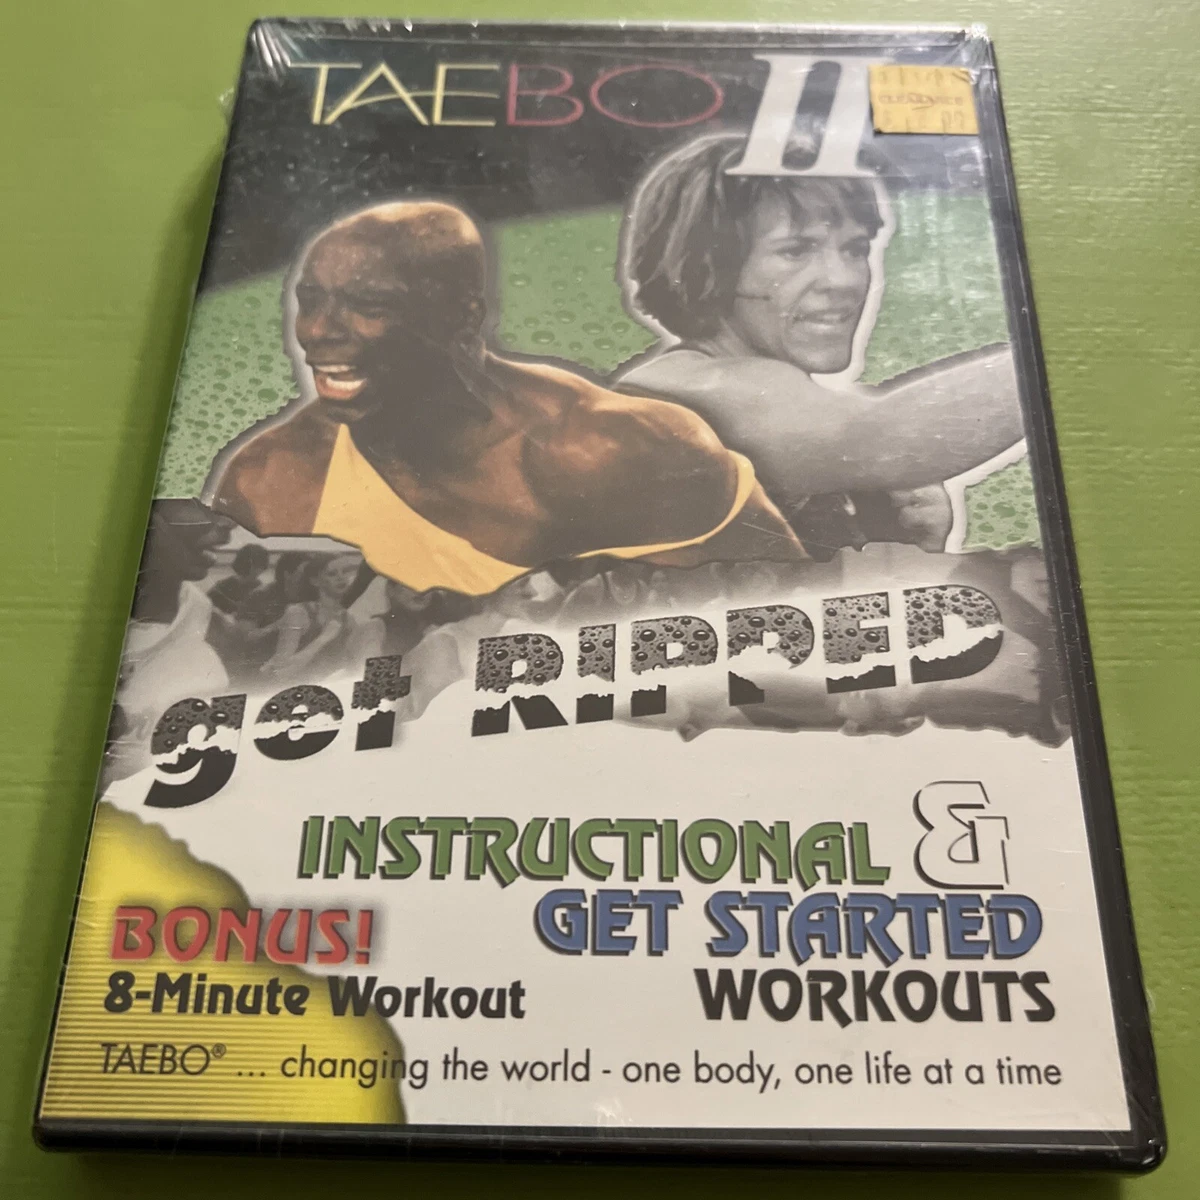 TAEBO II
CLEARANCE
get RIPPED
INSTRUCTIONAL &
GET STARTED
WORKOUTS
BONUS!
8-Minute Workout
TAEBO® ... changing the world - one body, one life at a time